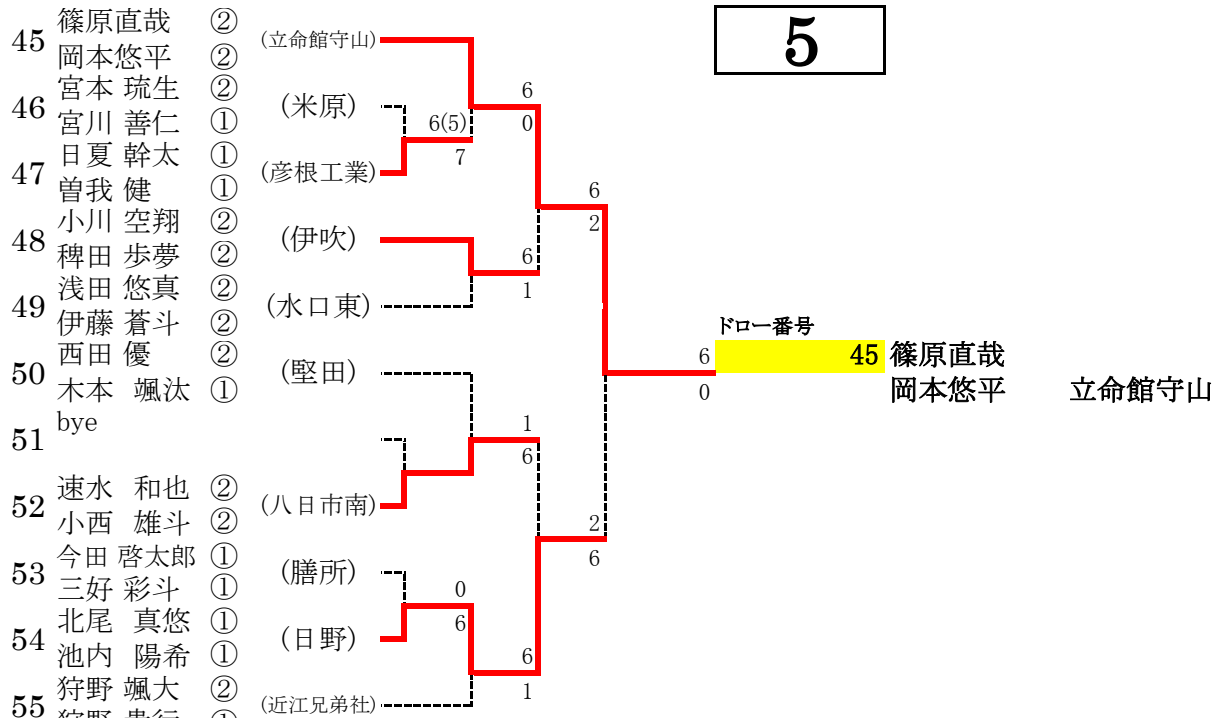 5
45 篠原直哉 ② (立命館守山)
岡本悠平 ②
46 宮本 琉生 ② (米原)
宮川 善仁 ①
47 日夏 幹太 ① (彦根工業)
曽我 健 ①
48 小川 空翔 ② (伊吹)
稗田 歩夢 ②
49 浅田 悠真 ② (水口東)
伊藤 蒼斗 ②
50 西田 優 ② (堅田)
木本 颯汰 ①
51 bye
52 速水 和也 ② (八日市南)
小西 雄斗 ②
53 今田 啓太郎 ① (膳所)
三好 彩斗 ①
54 北尾 真悠 ① (日野)
池内 陽希 ①
55 狩野 颯大 ② (近江兄弟社)
6(5)
7
0
6
6
0
6
1
1
6
6
1
6
2
2
6
6
0
ドロー番号
45 篠原直哉
岡本悠平 立命館守山